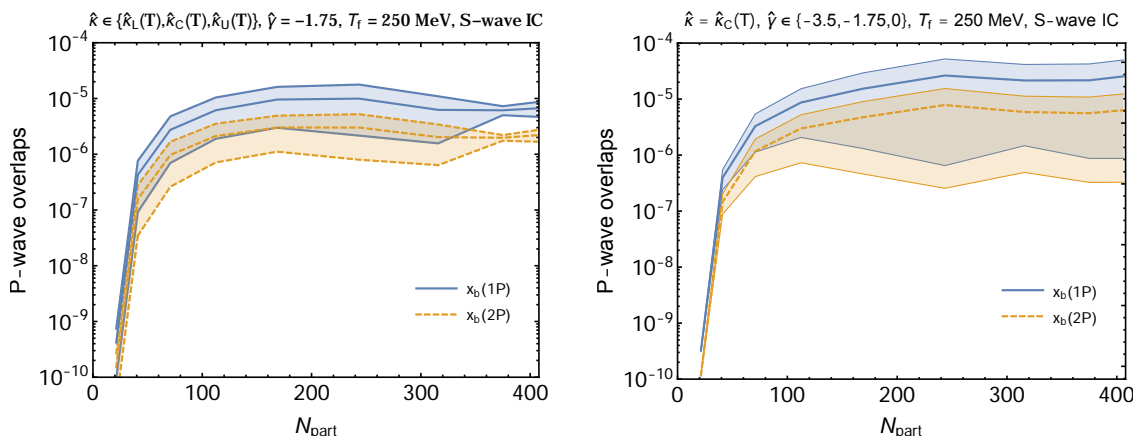 κ̂ ∈ {κ̂L(T),κ̂C(T),κ̂U(T)}, γ̂ = −1.75, Tf = 250 MeV, S-wave IC
P-wave overlaps
10⁻⁴
10⁻⁵
10⁻⁶
10⁻⁷
10⁻⁸
10⁻⁹
10⁻¹⁰
xb(1P)
xb(2P)
0 100 200 300 400
Npart
κ̂ = κ̂C(T), γ̂ ∈ {-3.5,-1.75,0}, Tf = 250 MeV, S-wave IC
P-wave overlaps
10⁻⁴
10⁻⁵
10⁻⁶
10⁻⁷
10⁻⁸
10⁻⁹
10⁻¹⁰
xb(1P)
xb(2P)
0 100 200 300 400
Npart